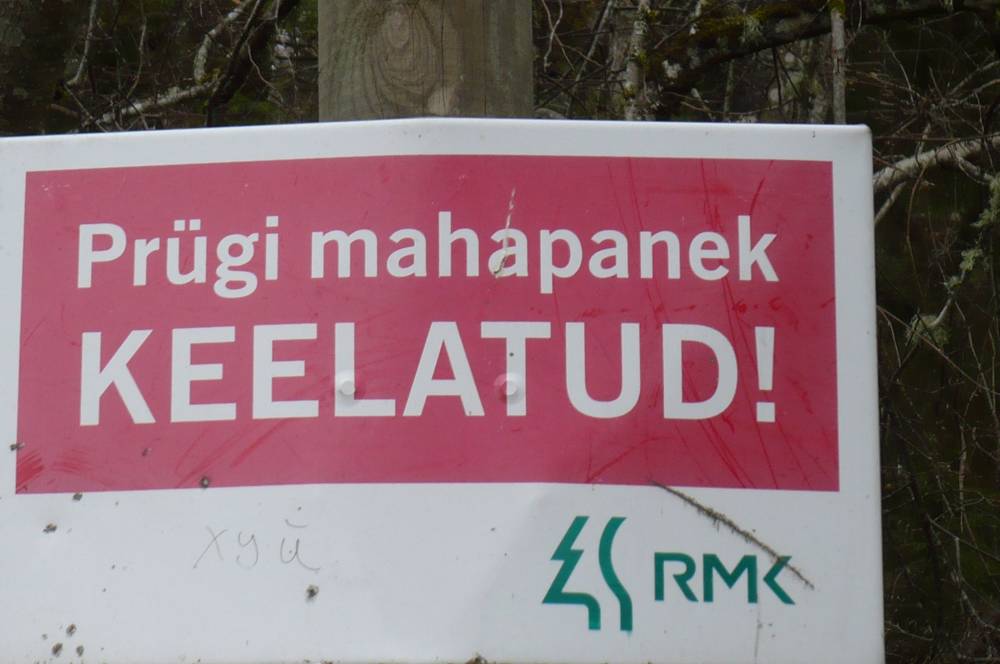 Prügi mahapanek
KEELATUD!
хуй
RMK